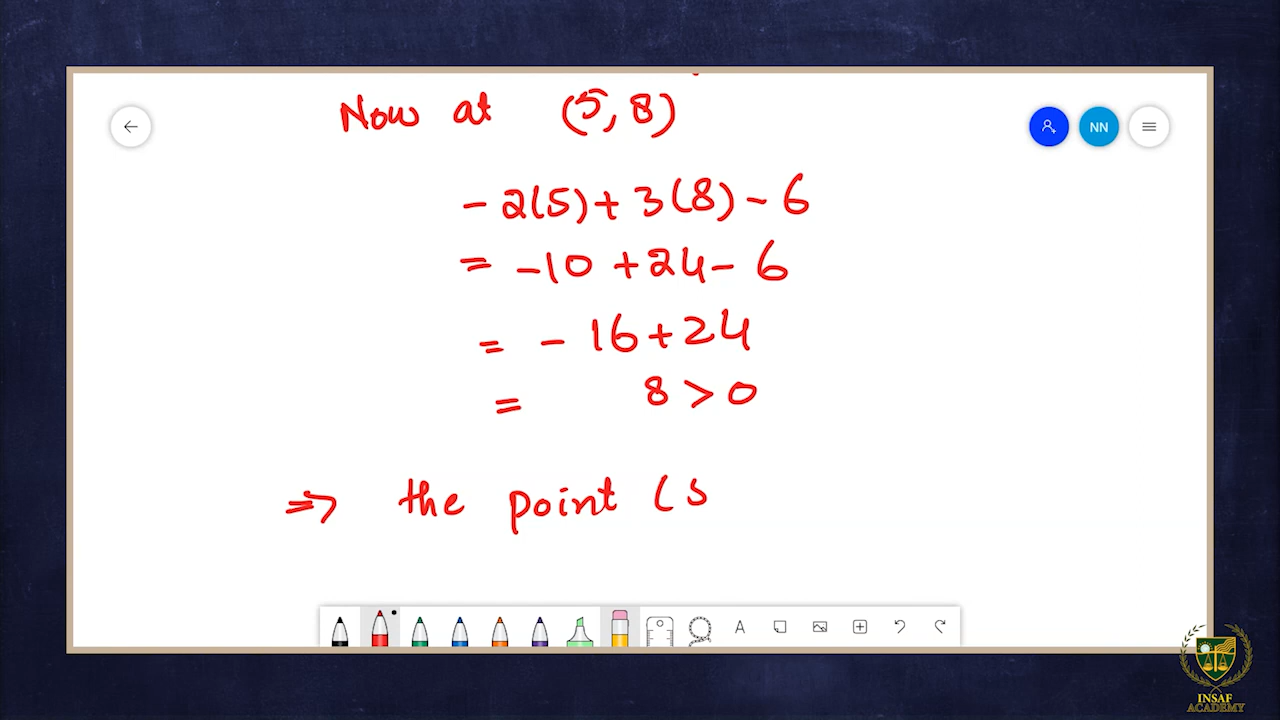 Now at (5, 8)
NN
- 2(5) + 3(8) - 6
= -10 + 24 - 6
= - 16 + 24
= 8 > 0
⇒ the point (5
A
INSAF
ACADEMY